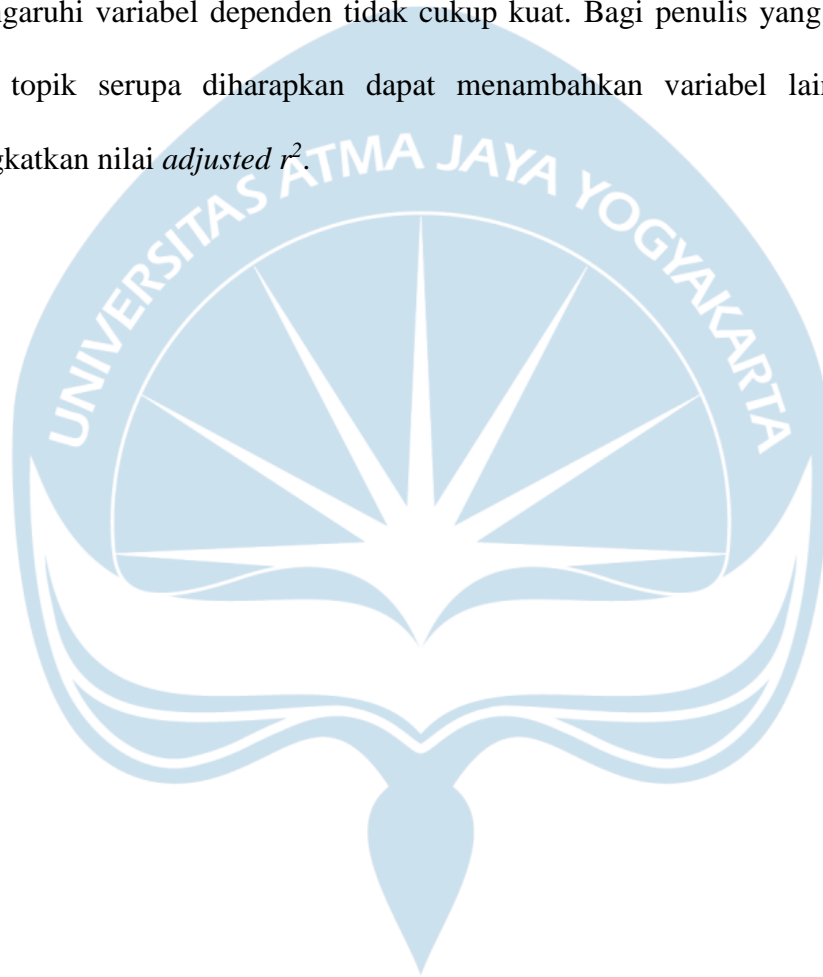 ngaruhi variabel dependen tidak cukup kuat. Bagi penulis yang
topik serupa diharapkan dapat menambahkan variabel lain
gkatkan nilai adjusted r².
UNIVERSITAS ATMA JAYA YOGYAKARTA